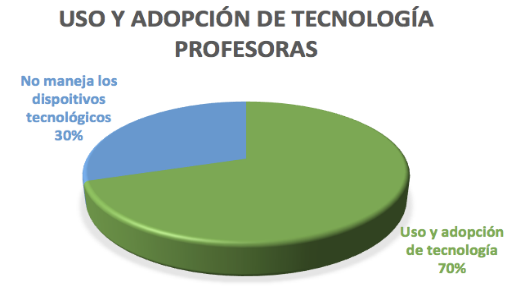 USO Y ADOPCIÓN DE TECNOLOGÍA
PROFESORAS
No maneja los
dispoitivos
tecnológicos
30%
Uso y adopción
de tecnología
70%